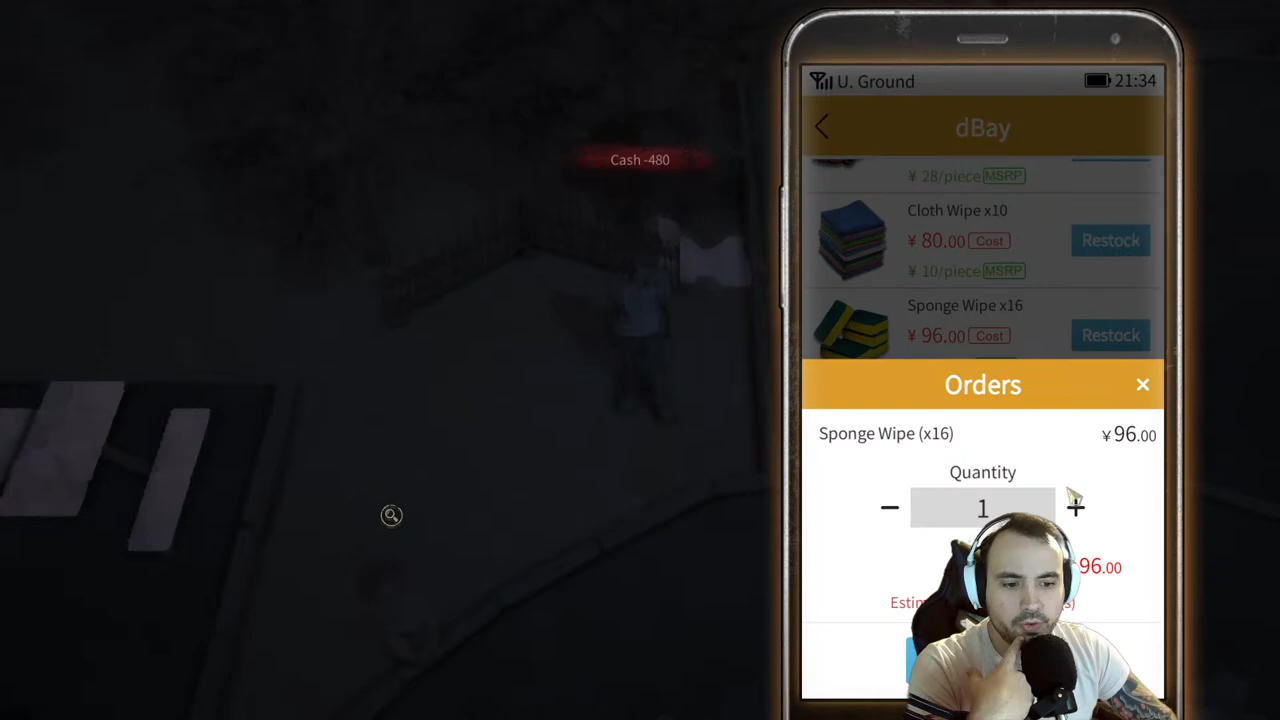 U. Ground
21:34
dBay
Cash -480
¥ 28/piece MSRP
Cloth Wipe x10
¥ 80.00 Cost
Restock
¥ 10/piece MSRP
Sponge Wipe x16
¥ 96.00 Cost
Restock
Orders ×
Sponge Wipe (x16) ¥ 96.00
Quantity
− 1 +
96.00